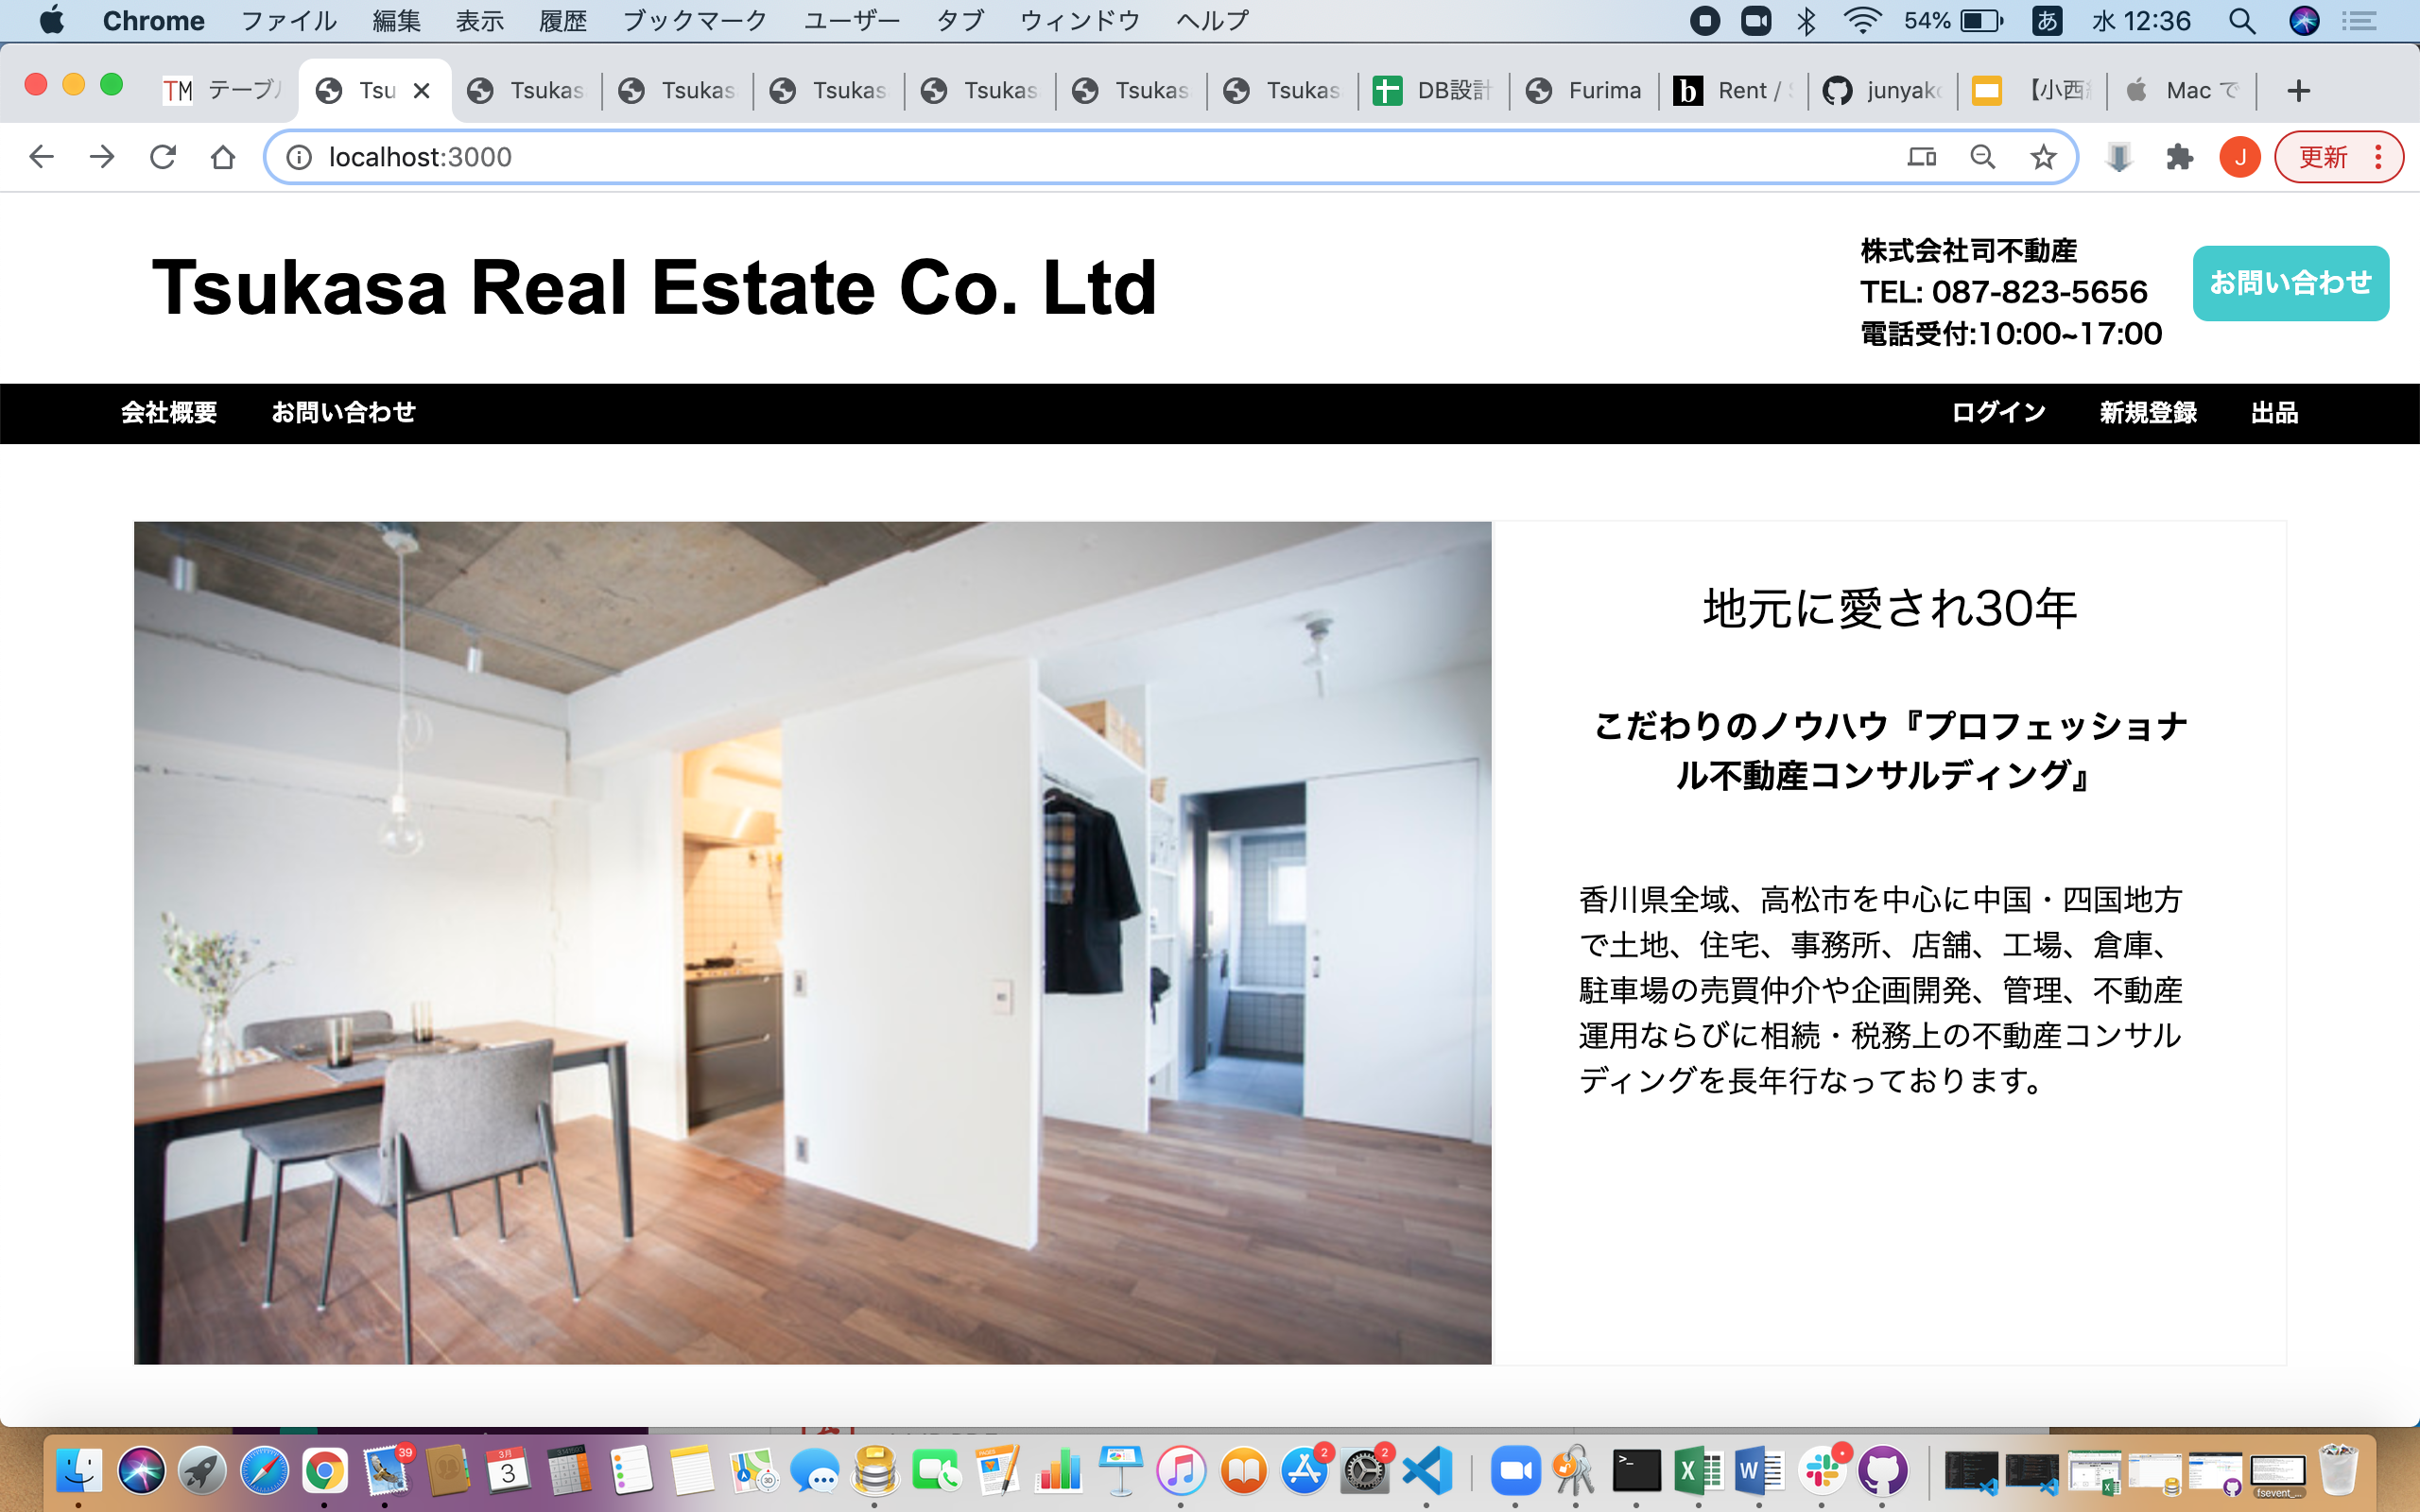 Chrome ファイル 編集 表示 履歴 ブックマーク ユーザー タブ ウィンドウ ヘルプ 54% あ 水 12:36
TM テーブル Tsu Tsukas Tsukas Tsukas Tsukas Tsukas Tsukas DB設計 Furima b Rent / junyak 【小西 Mac で
localhost:3000 J 更新
Tsukasa Real Estate Co. Ltd
株式会社司不動産
TEL: 087-823-5656
電話受付:10:00~17:00
お問い合わせ
会社概要 お問い合わせ ログイン 新規登録 出品
地元に愛され30年
こだわりのノウハウ『プロフェッショナ
ル不動産コンサルディング』
香川県全域、高松市を中心に中国・四国地方
で土地、住宅、事務所、店舗、工場、倉庫、
駐車場の売買仲介や企画開発、管理、不動産
運用ならびに相続・税務上の不動産コンサル
ディングを長年行なっております。
39 3月 3 PAGES 3D 2 2 >_ X W fsevent_...